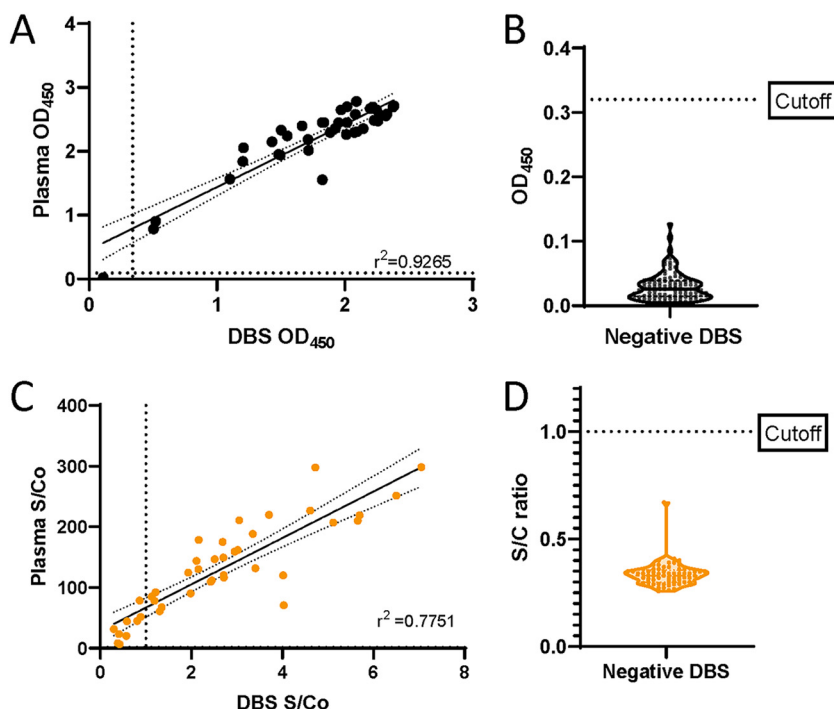 A
Plasma OD450
4
3
2
1
0
0
1
2
3
r2=0.9265
DBS OD450
B
OD450
0.4
0.3
0.2
0.1
0.0
Cutoff
Negative DBS
C
Plasma S/Co
400
300
200
100
0
0
2
4
6
8
r2 =0.7751
DBS S/Co
D
S/C ratio
1.0
0.5
0.0
Cutoff
Negative DBS